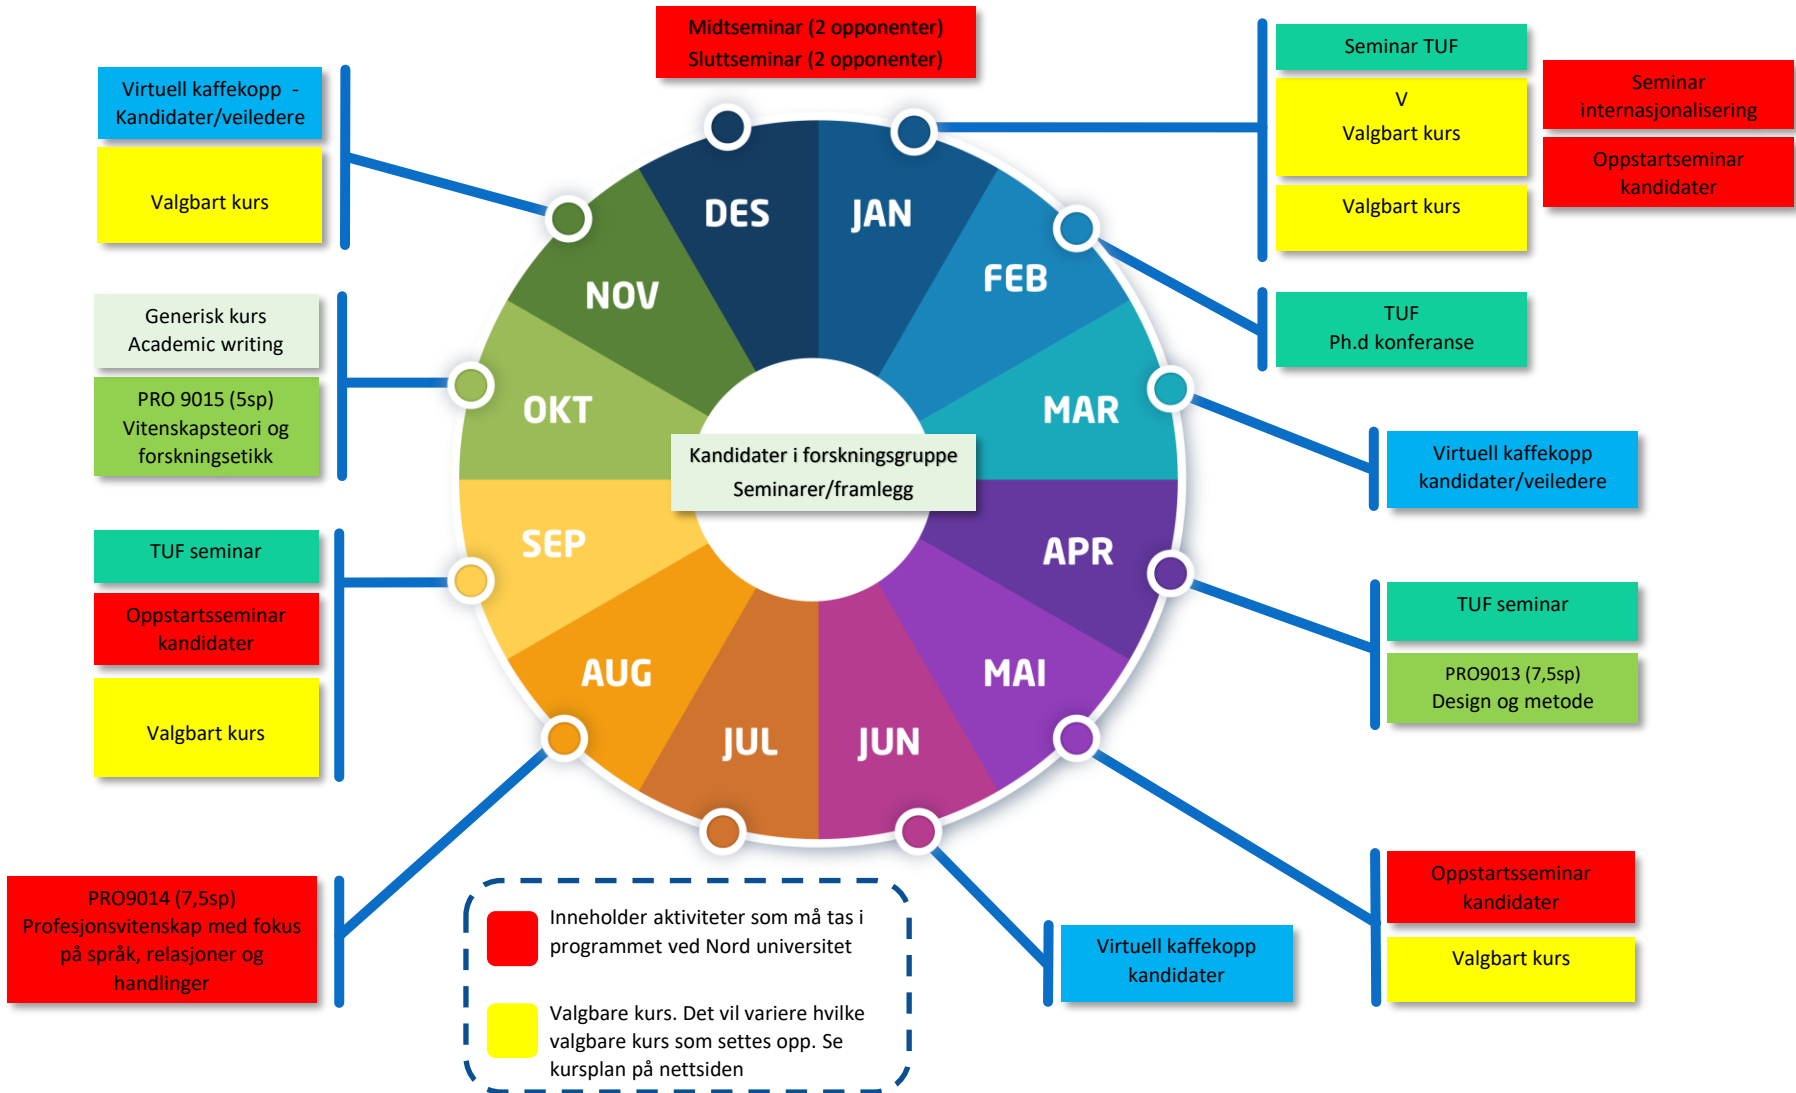 Midtseminar (2 opponenter)
Sluttseminar (2 opponenter)
Seminar TUF
V
Valgbart kurs
Valgbart kurs
Seminar
internasjonalisering
Oppstartseminar
kandidater
Virtuell kaffekopp -
Kandidater/veiledere
Valgbart kurs
DES
JAN
NOV
FEB
OKT
MAR
SEP
APR
AUG
MAI
JUL
JUN
TUF
Ph.d konferanse
Generisk kurs
Academic writing
PRO 9015 (5sp)
Vitenskapsteori og
forskningsetikk
Kandidater i forskningsgruppe
Seminarer/framlegg
Virtuell kaffekopp
kandidater/veiledere
TUF seminar
Oppstartsseminar
kandidater
Valgbart kurs
TUF seminar
PRO9013 (7,5sp)
Design og metode
PRO9014 (7,5sp)
Profesjonsvitenskap med fokus
på språk, relasjoner og
handlinger
Inneholder aktiviteter som må tas i
programmet ved Nord universitet
Valgbare kurs. Det vil variere hvilke
valgbare kurs som settes opp. Se
kursplan på nettsiden
Virtuell kaffekopp
kandidater
Oppstartsseminar
kandidater
Valgbart kurs